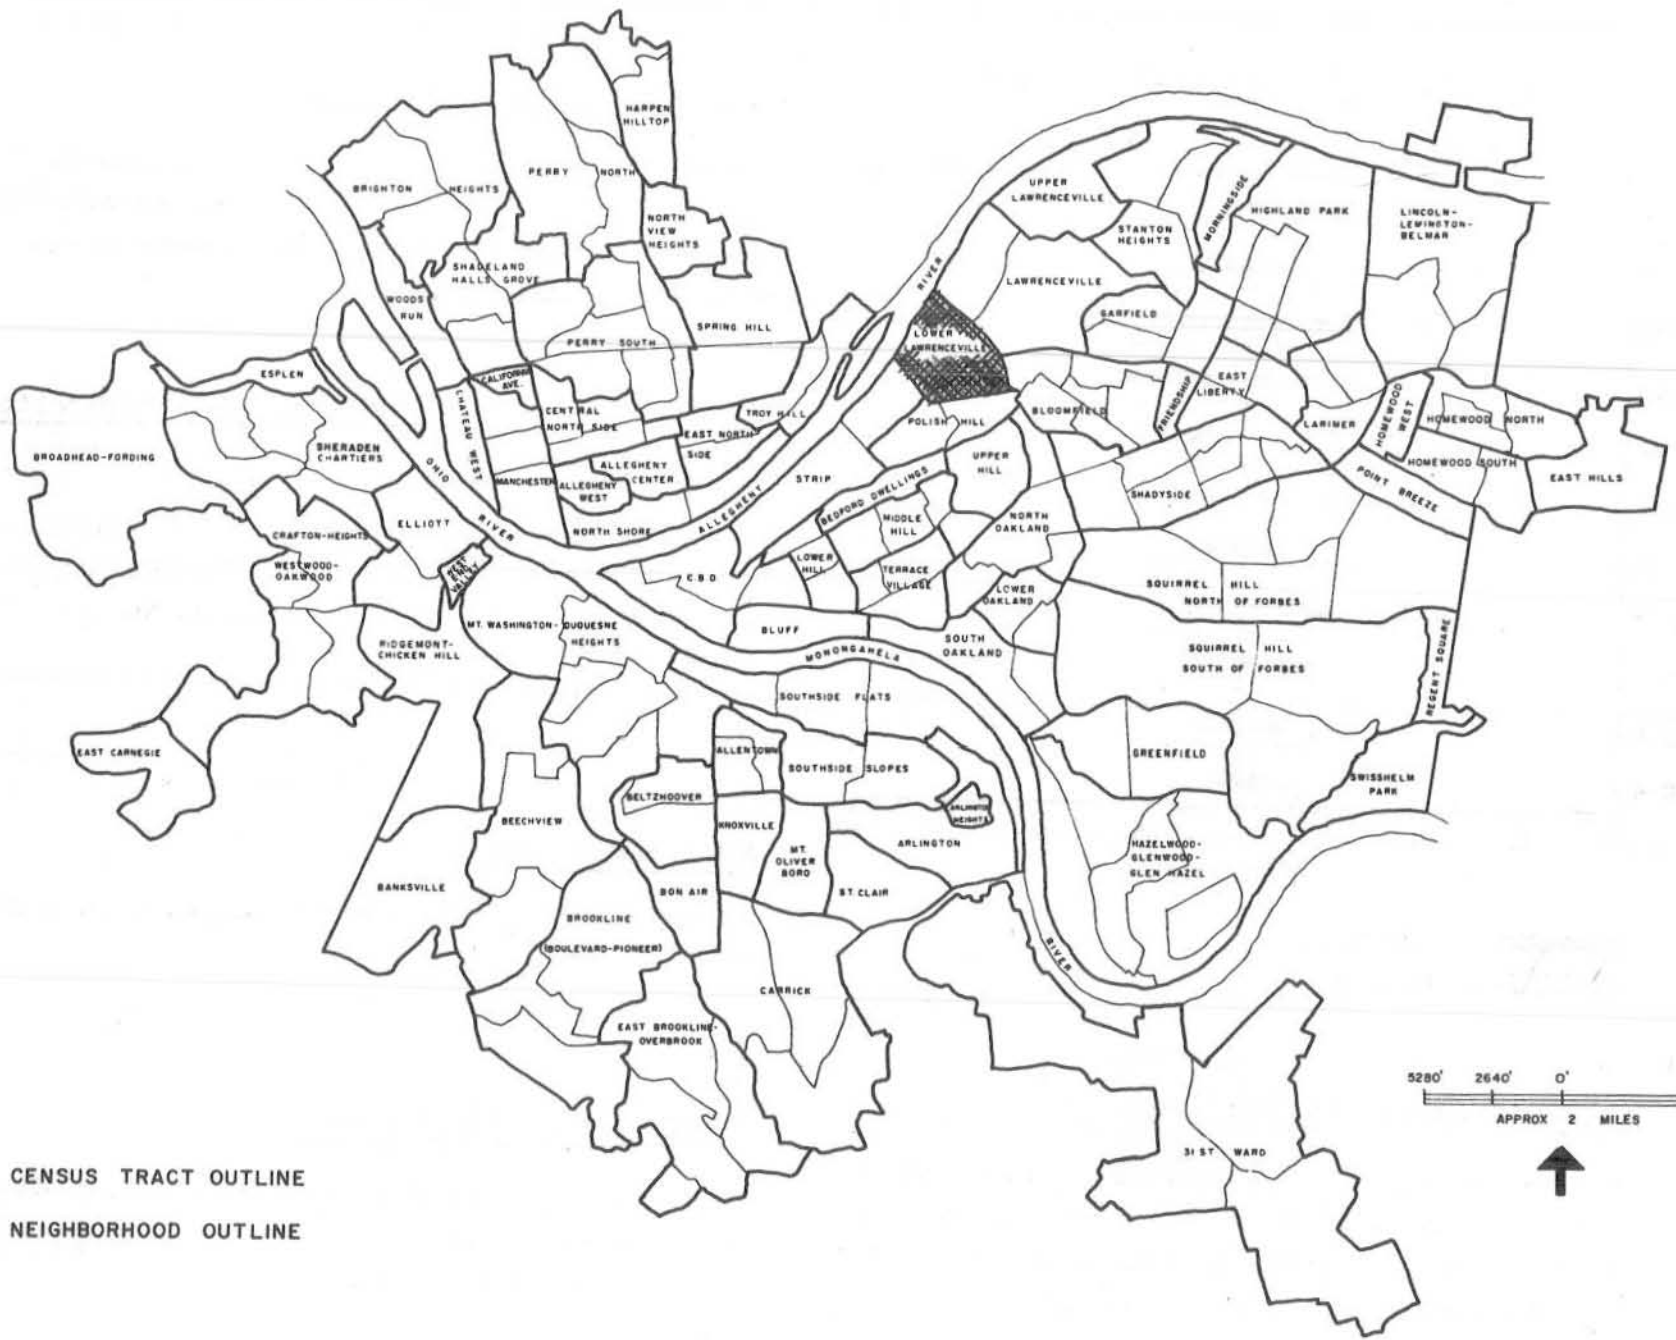 HARPEN
HILLTOP
PERRY NORTH
BRIGHTON HEIGHTS
NORTH
VIEW
HEIGHTS
UPPER
LAWRENCEVILLE
MORNINGSIDE
HIGHLAND PARK
LINCOLN-
LEMINGTON-
BELMAR
STANTON
HEIGHTS
SHADELAND
HALLS GROVE
RIVER
LAWRENCEVILLE
WOODS
RUN
GARFIELD
SPRING HILL
LOWER
LAWRENCEVILLE
PERRY SOUTH
ESPLEN
CALIFORNIA
AVE.
CHATEAU WEST
CENTRAL
NORTH SIDE
TROY HILL
POLISH HILL
BLOOMFIELD
FRIENDSHIP
EAST
LIBERTY
LARIMER
HOMEWOOD
WEST
HOMEWOOD NORTH
EAST NORTH
SIDE
SHERADEN
CHARTIERS
BROADHEAD-FORDING
OHIO
RIVER
MANCHESTER
ALLEGHENY
WEST
ALLEGHENY
CENTER
STRIP
UPPER
HILL
HOMEWOOD SOUTH
POINT BREEZE
EAST HILLS
BEDFORD DWELLINGS
SHADYSIDE
ALLEGHENY
NORTH SHORE
MIDDLE
HILL
NORTH
OAKLAND
ELLIOTT
CRAFTON-HEIGHTS
WESTWOOD-
OAKWOOD
WEST
END
VALLEY
C.B.D
LOWER
HILL
TERRACE
VILLAGE
LOWER
OAKLAND
SQUIRREL HILL
NORTH OF FORBES
MT. WASHINGTON-DUQUESNE
HEIGHTS
BLUFF
SOUTH
OAKLAND
RIDGEMONT-
CHICKEN HILL
MONONGAHELA
SQUIRREL HILL
SOUTH OF FORBES
REGENT SQUARE
SOUTHSIDE FLATS
EAST CARNEGIE
ALLENTOWN
SOUTHSIDE SLOPES
GREENFIELD
SWISSHELM
PARK
BELTZHOOVER
ARLINGTON
HEIGHTS
BEECHVIEW
KNOXVILLE
MT.
OLIVER
BORO
ARLINGTON
HAZELWOOD-
GLENWOOD-
GLEN HAZEL
BANKSVILLE
BON AIR
ST. CLAIR
BROOKLINE
(BOULEVARD-PIONEER)
RIVER
CARRICK
EAST BROOKLINE-
OVERBROOK
5280' 2640' 0'
APPROX 2 MILES
31 ST WARD
CENSUS TRACT OUTLINE
NEIGHBORHOOD OUTLINE